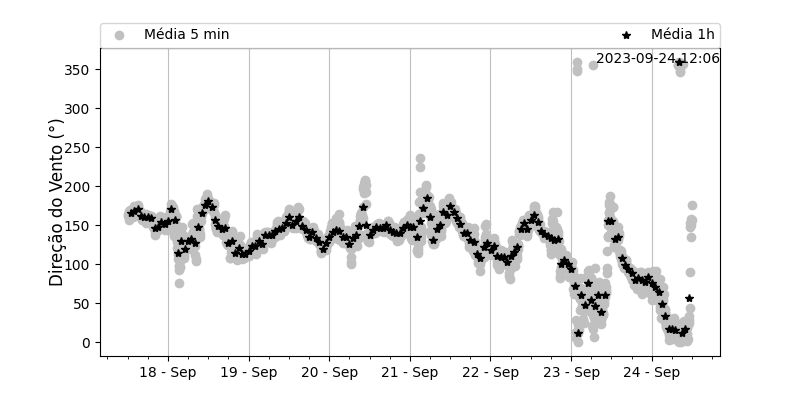 Média 5 min
Média 1h
2023-09-24 12:06
Direção do Vento (°)
350
300
250
200
150
100
50
0
18 - Sep
19 - Sep
20 - Sep
21 - Sep
22 - Sep
23 - Sep
24 - Sep